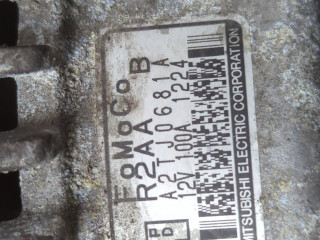 FoMoCo
R2AA B
A2TJ0681A
12V 100A 1224
MITSUBISHI ELECTRIC CORPORATION
P
D